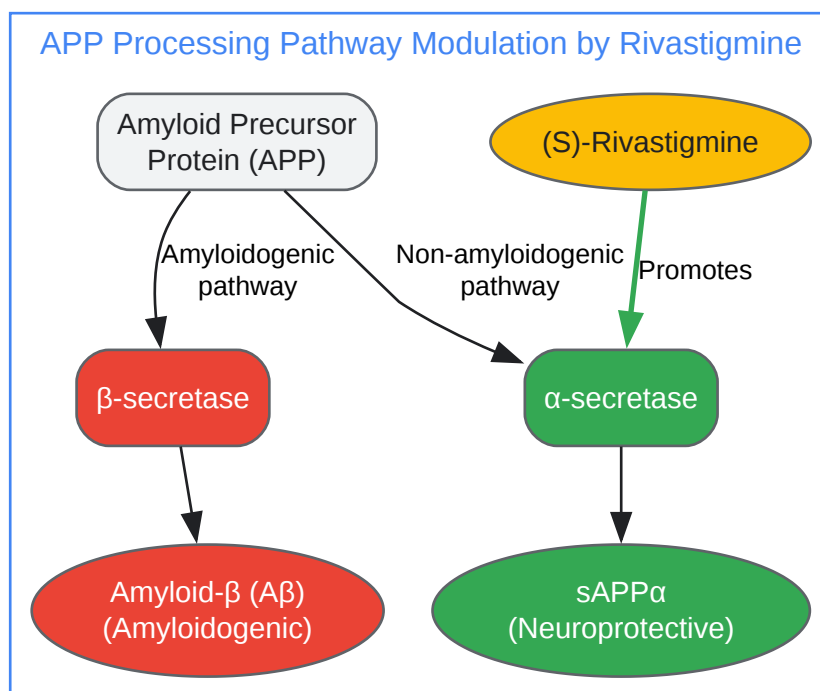 APP Processing Pathway Modulation by Rivastigmine
Amyloid Precursor
Protein (APP)
(S)-Rivastigmine
Amyloidogenic
pathway
Non-amyloidogenic
pathway
Promotes
β-secretase
α-secretase
Amyloid-β (Aβ)
(Amyloidogenic)
sAPPα
(Neuroprotective)